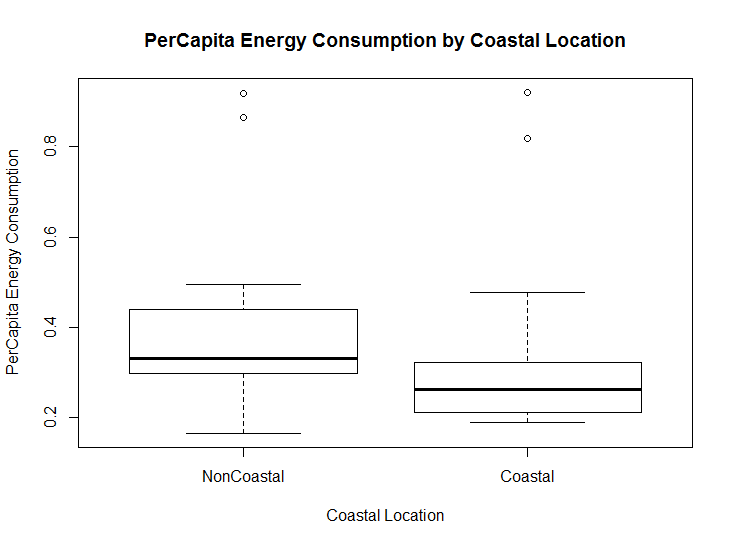 PerCapita Energy Consumption by Coastal Location
PerCapita Energy Consumption
0.8
0.6
0.4
0.2
NonCoastal Coastal
Coastal Location